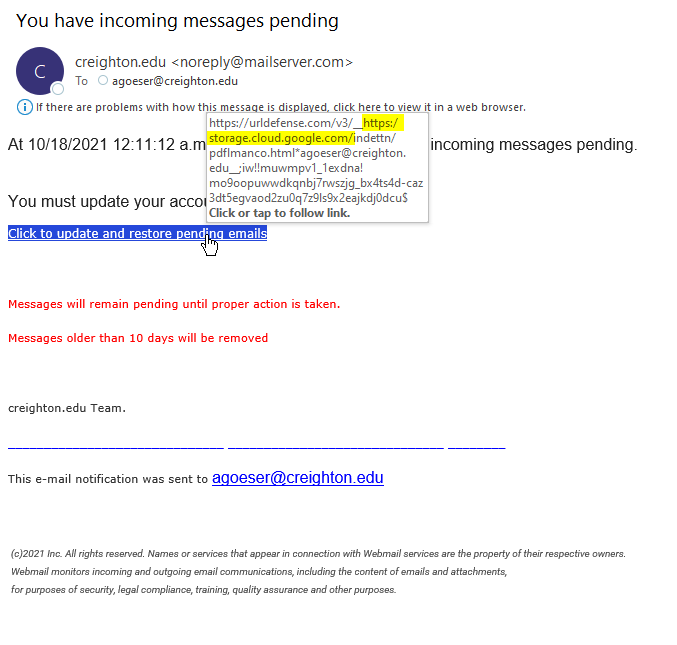 You have incoming messages pending
C
creighton.edu <noreply@mailserver.com>
To agoeser@creighton.edu
If there are problems with how this message is displayed, click here to view it in a web browser.
https://urldefense.com/v3/__https:/
storage.cloud.google.com/indettn/
pdflmanco.html*agoeser@creighton.
edu__;iw!!muwmpv1_1exdna!
mo9oopuwwdkqnbj7rwszjg_bx4ts4d-caz
3dt5egvaod2zu0q7z9ls9x2eajkdj0dcu$
Click or tap to follow link.
At 10/18/2021 12:11:12 a.m incoming messages pending.
You must update your accou
Click to update and restore pending emails
Messages will remain pending until proper action is taken.
Messages older than 10 days will be removed
creighton.edu Team.
This e-mail notification was sent to agoeser@creighton.edu
(c)2021 Inc. All rights reserved. Names or services that appear in connection with Webmail services are the property of their respective owners.
Webmail monitors incoming and outgoing email communications, including the content of emails and attachments,
for purposes of security, legal compliance, training, quality assurance and other purposes.